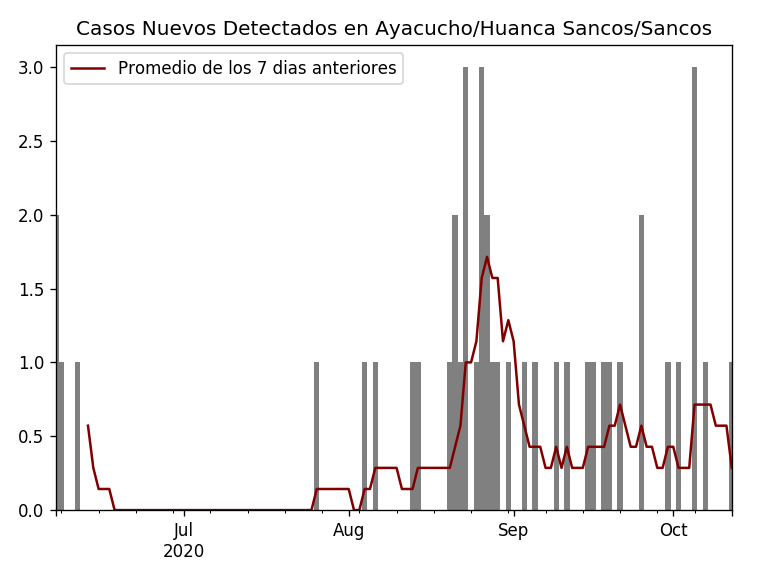 Casos Nuevos Detectados en Ayacucho/Huanca Sancos/Sancos
Promedio de los 7 dias anteriores
3.0
2.5
2.0
1.5
1.0
0.5
0.0
Jul Aug Sep Oct
2020